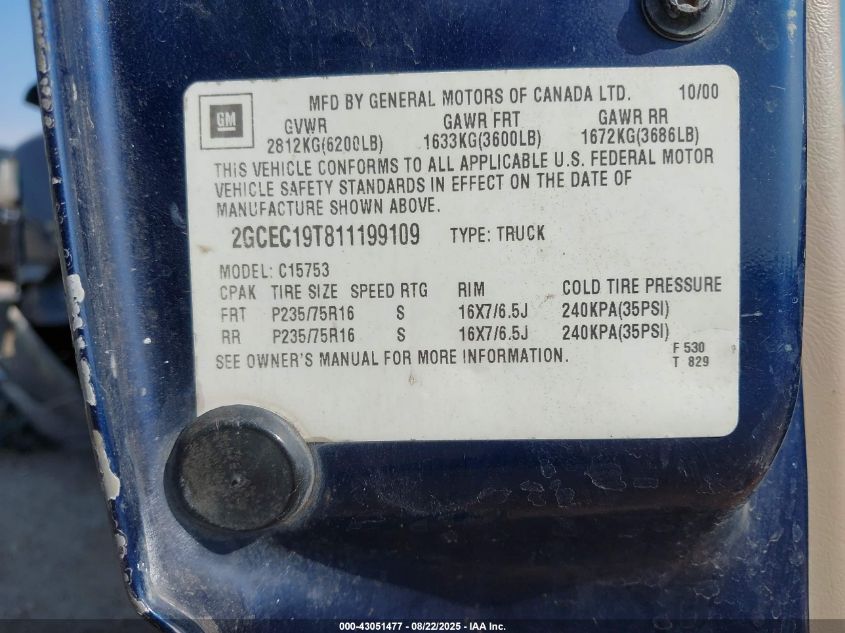 GM
MFD BY GENERAL MOTORS OF CANADA LTD. 10/00
GVWR GAWR FRT GAWR RR
2812KG(6200LB) 1633KG(3600LB) 1672KG(3686LB)
THIS VEHICLE CONFORMS TO ALL APPLICABLE U.S. FEDERAL MOTOR
VEHICLE SAFETY STANDARDS IN EFFECT ON THE DATE OF
MANUFACTURE SHOWN ABOVE.
2GCEC19T811199109 TYPE: TRUCK
MODEL: C15753
CPAK TIRE SIZE SPEED RTG RIM COLD TIRE PRESSURE
FRT P235/75R16 S 16X7/6.5J 240KPA(35PSI)
RR P235/75R16 S 16X7/6.5J 240KPA(35PSI)
SEE OWNER'S MANUAL FOR MORE INFORMATION.
F 530
T 829
000-43051477 - 08/22/2025 - IAA Inc.